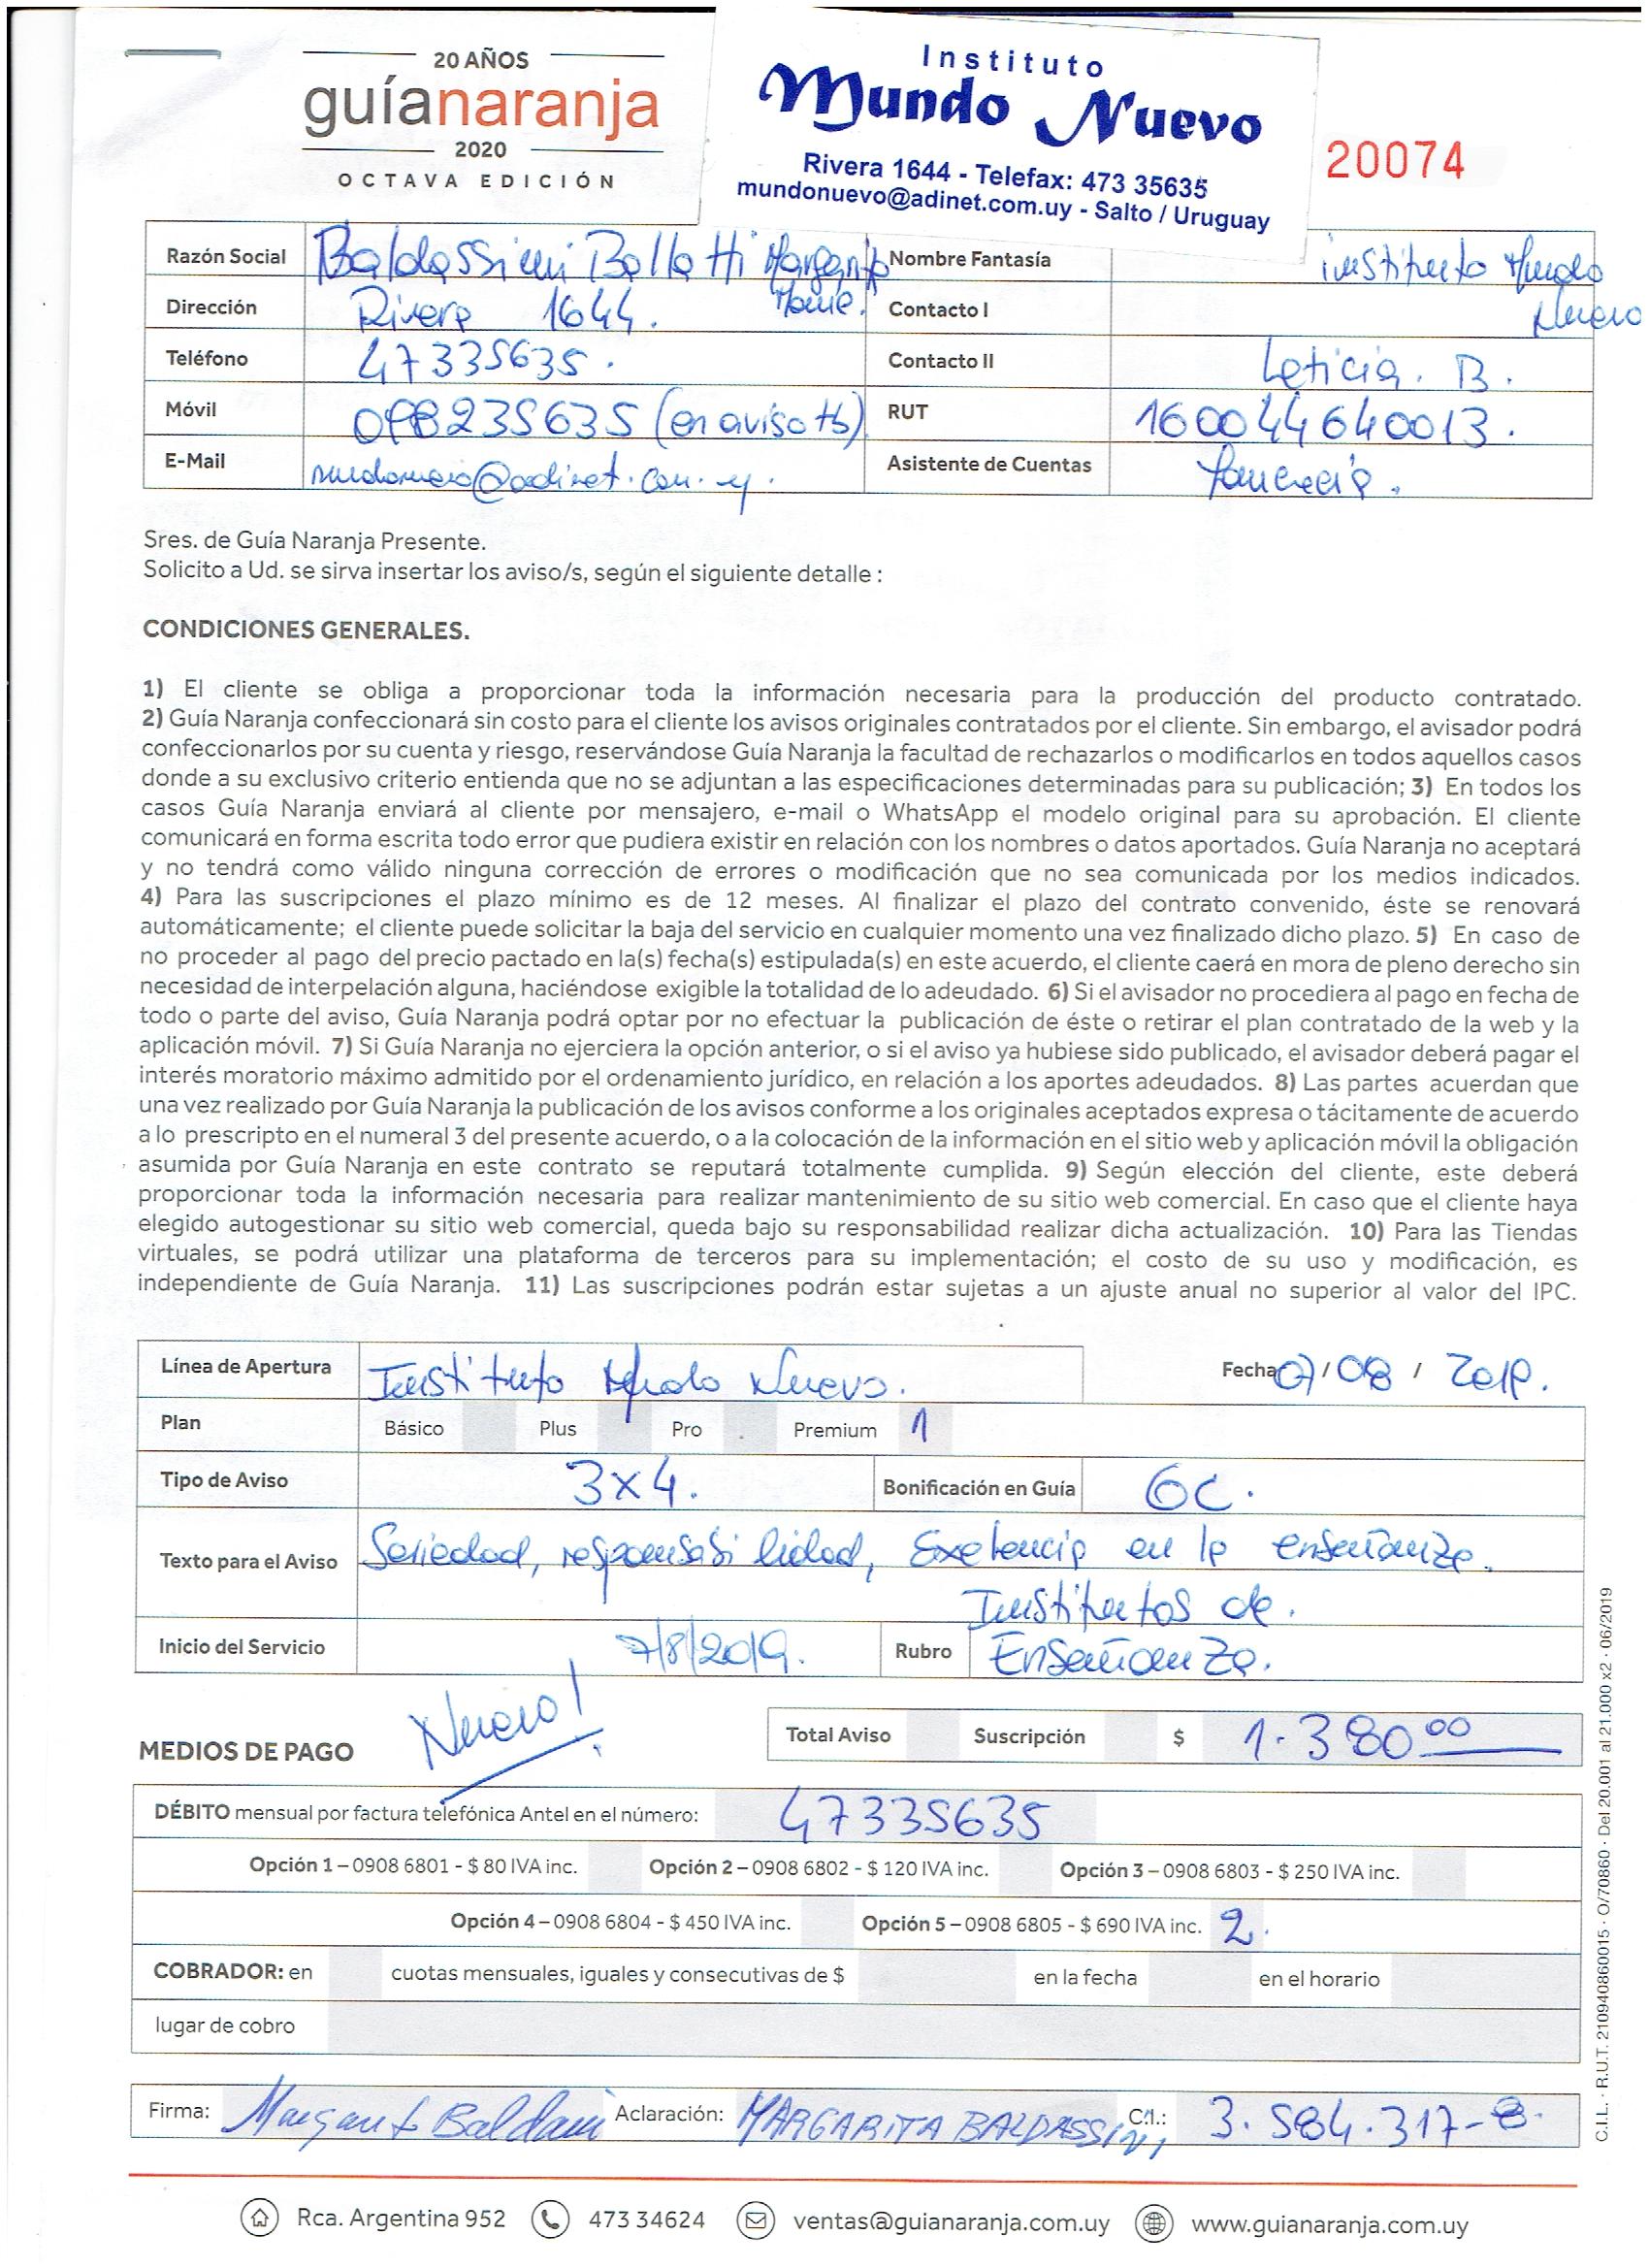 20 AÑOS
guíanaranja
2020
OCTAVA EDICIÓN
Instituto
Mundo Nuevo
Rivera 1644 - Telefax: 473 35635
mundonuevo@adinet.com.uy - Salto / Uruguay
20074
Razón Social Baldassini Ballotti Margarita Marie. Nombre Fantasía instituto Mundo Nuevo
Dirección Rivera 1644. Contacto I
Teléfono 47335635. Contacto II Leticia. B.
Móvil 098235635 (en aviso tb). RUT 160044640013.
E-Mail mundonuevo@adinet.com.uy. Asistente de Cuentas
Sres. de Guía Naranja Presente.
Solicito a Ud. se sirva insertar los aviso/s, según el siguiente detalle :
CONDICIONES GENERALES.
1) El cliente se obliga a proporcionar toda la información necesaria para la producción del producto contratado.
2) Guía Naranja confeccionará sin costo para el cliente los avisos originales contratados por el cliente. Sin embargo, el avisador podrá
confeccionarlos por su cuenta y riesgo, reservándose Guía Naranja la facultad de rechazarlos o modificarlos en todos aquellos casos
donde a su exclusivo criterio entienda que no se adjuntan a las especificaciones determinadas para su publicación; 3) En todos los
casos Guía Naranja enviará al cliente por mensajero, e-mail o WhatsApp el modelo original para su aprobación. El cliente
comunicará en forma escrita todo error que pudiera existir en relación con los nombres o datos aportados. Guía Naranja no aceptará
y no tendrá como válido ninguna corrección de errores o modificación que no sea comunicada por los medios indicados.
4) Para las suscripciones el plazo mínimo es de 12 meses. Al finalizar el plazo del contrato convenido, éste se renovará
automáticamente; el cliente puede solicitar la baja del servicio en cualquier momento una vez finalizado dicho plazo. 5) En caso de
no proceder al pago del precio pactado en la(s) fecha(s) estipulada(s) en este acuerdo, el cliente caerá en mora de pleno derecho sin
necesidad de interpelación alguna, haciéndose exigible la totalidad de lo adeudado. 6) Si el avisador no procediera al pago en fecha de
todo o parte del aviso, Guía Naranja podrá optar por no efectuar la publicación de éste o retirar el plan contratado de la web y la
aplicación móvil. 7) Si Guía Naranja no ejerciera la opción anterior, o si el aviso ya hubiese sido publicado, el avisador deberá pagar el
interés moratorio máximo admitido por el ordenamiento jurídico, en relación a los aportes adeudados. 8) Las partes acuerdan que
una vez realizado por Guía Naranja la publicación de los avisos conforme a los originales aceptados expresa o tácitamente de acuerdo
a lo prescripto en el numeral 3 del presente acuerdo, o a la colocación de la información en el sitio web y aplicación móvil la obligación
asumida por Guía Naranja en este contrato se reputará totalmente cumplida. 9) Según elección del cliente, este deberá
proporcionar toda la información necesaria para realizar mantenimiento de su sitio web comercial. En caso que el cliente haya
elegido autogestionar su sitio web comercial, queda bajo su responsabilidad realizar dicha actualización. 10) Para las Tiendas
virtuales, se podrá utilizar una plataforma de terceros para su implementación; el costo de su uso y modificación, es
independiente de Guía Naranja. 11) Las suscripciones podrán estar sujetas a un ajuste anual no superior al valor del IPC.
Línea de Apertura Instituto Mundo Nuevo. Fecha 07/08/2019.
Plan Básico Plus Pro Premium 1
Tipo de Aviso 3x4. Bonificación en Guía 6C.
Texto para el Aviso Seriedad, responsabilidad, Exelencia en la enseñanza.
Inicio del Servicio 7/8/2019. Rubro Institutos de. Enseñanza.
Nuevo!
MEDIOS DE PAGO Total Aviso Suscripción $ 1.380 00
DÉBITO mensual por factura telefónica Antel en el número: 47335635
Opción 1 – 0908 6801 - $ 80 IVA inc. Opción 2 – 0908 6802 - $ 120 IVA inc. Opción 3 – 0908 6803 - $ 250 IVA inc.
Opción 4 – 0908 6804 - $ 450 IVA inc. Opción 5 – 0908 6805 - $ 690 IVA inc. 2.
COBRADOR: en cuotas mensuales, iguales y consecutivas de $ en la fecha en el horario
lugar de cobro
Firma: Margarita Baldassini Aclaración: MARGARITA BALDASSINI C.I.: 3.584.317-8.
C.I.L. - R.U.T. 210940860015 - O/70860 - Del 20.001 al 21.000 x2 - 06/2019
Rca. Argentina 952 473 34624 ventas@guianaranja.com.uy www.guianaranja.com.uy